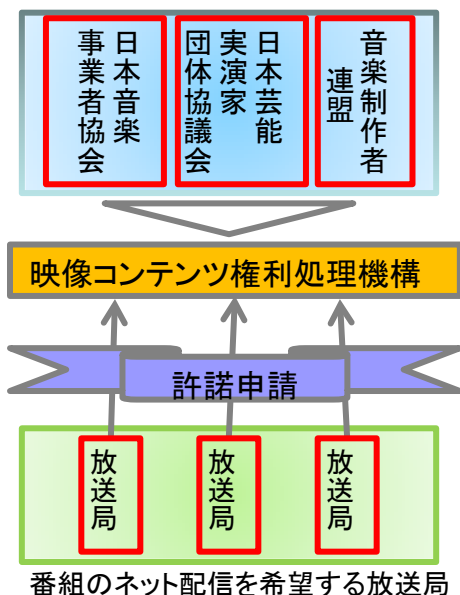 日本音楽
事業者協会
日本芸能
実演家
団体協議会
音楽制作者
連盟
映像コンテンツ権利処理機構
許諾申請
放送局
放送局
放送局
番組のネット配信を希望する放送局